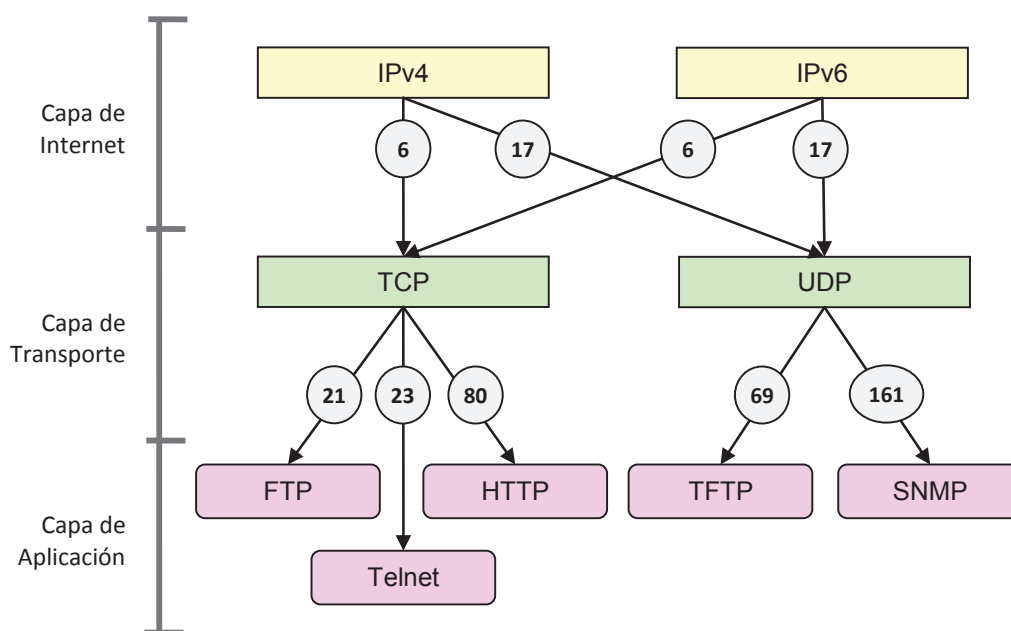 IPv4
IPv6
Capa de
Internet
6
17
6
17
TCP
UDP
Capa de
Transporte
21
23
80
69
161
FTP
HTTP
TFTP
SNMP
Capa de
Aplicación
Telnet